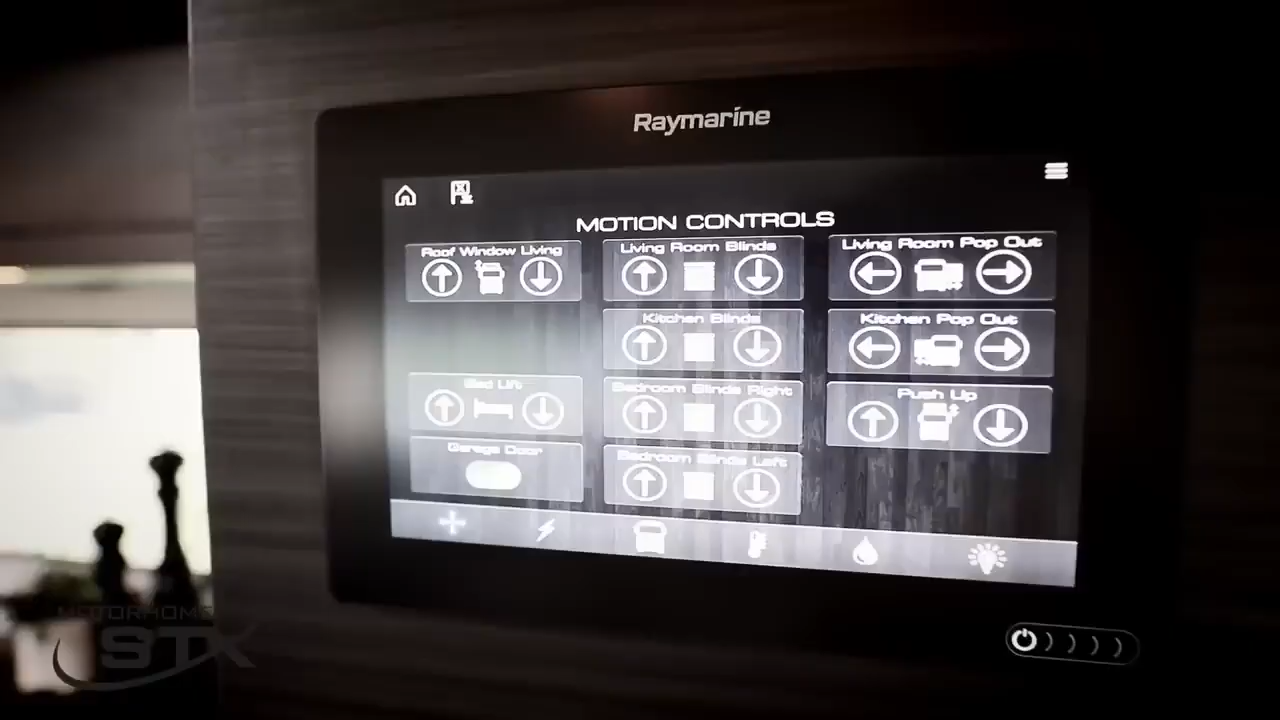 Raymarine
MOTION CONTROLS
Roof Window Living
Living Room Blinds
Living Room Pop Out
Kitchen Blinds
Kitchen Pop Out
Bed Lift
Bedroom Blinds Right
Push Up
Garage Door
Bedroom Blinds Left
MOTORHOME
STX